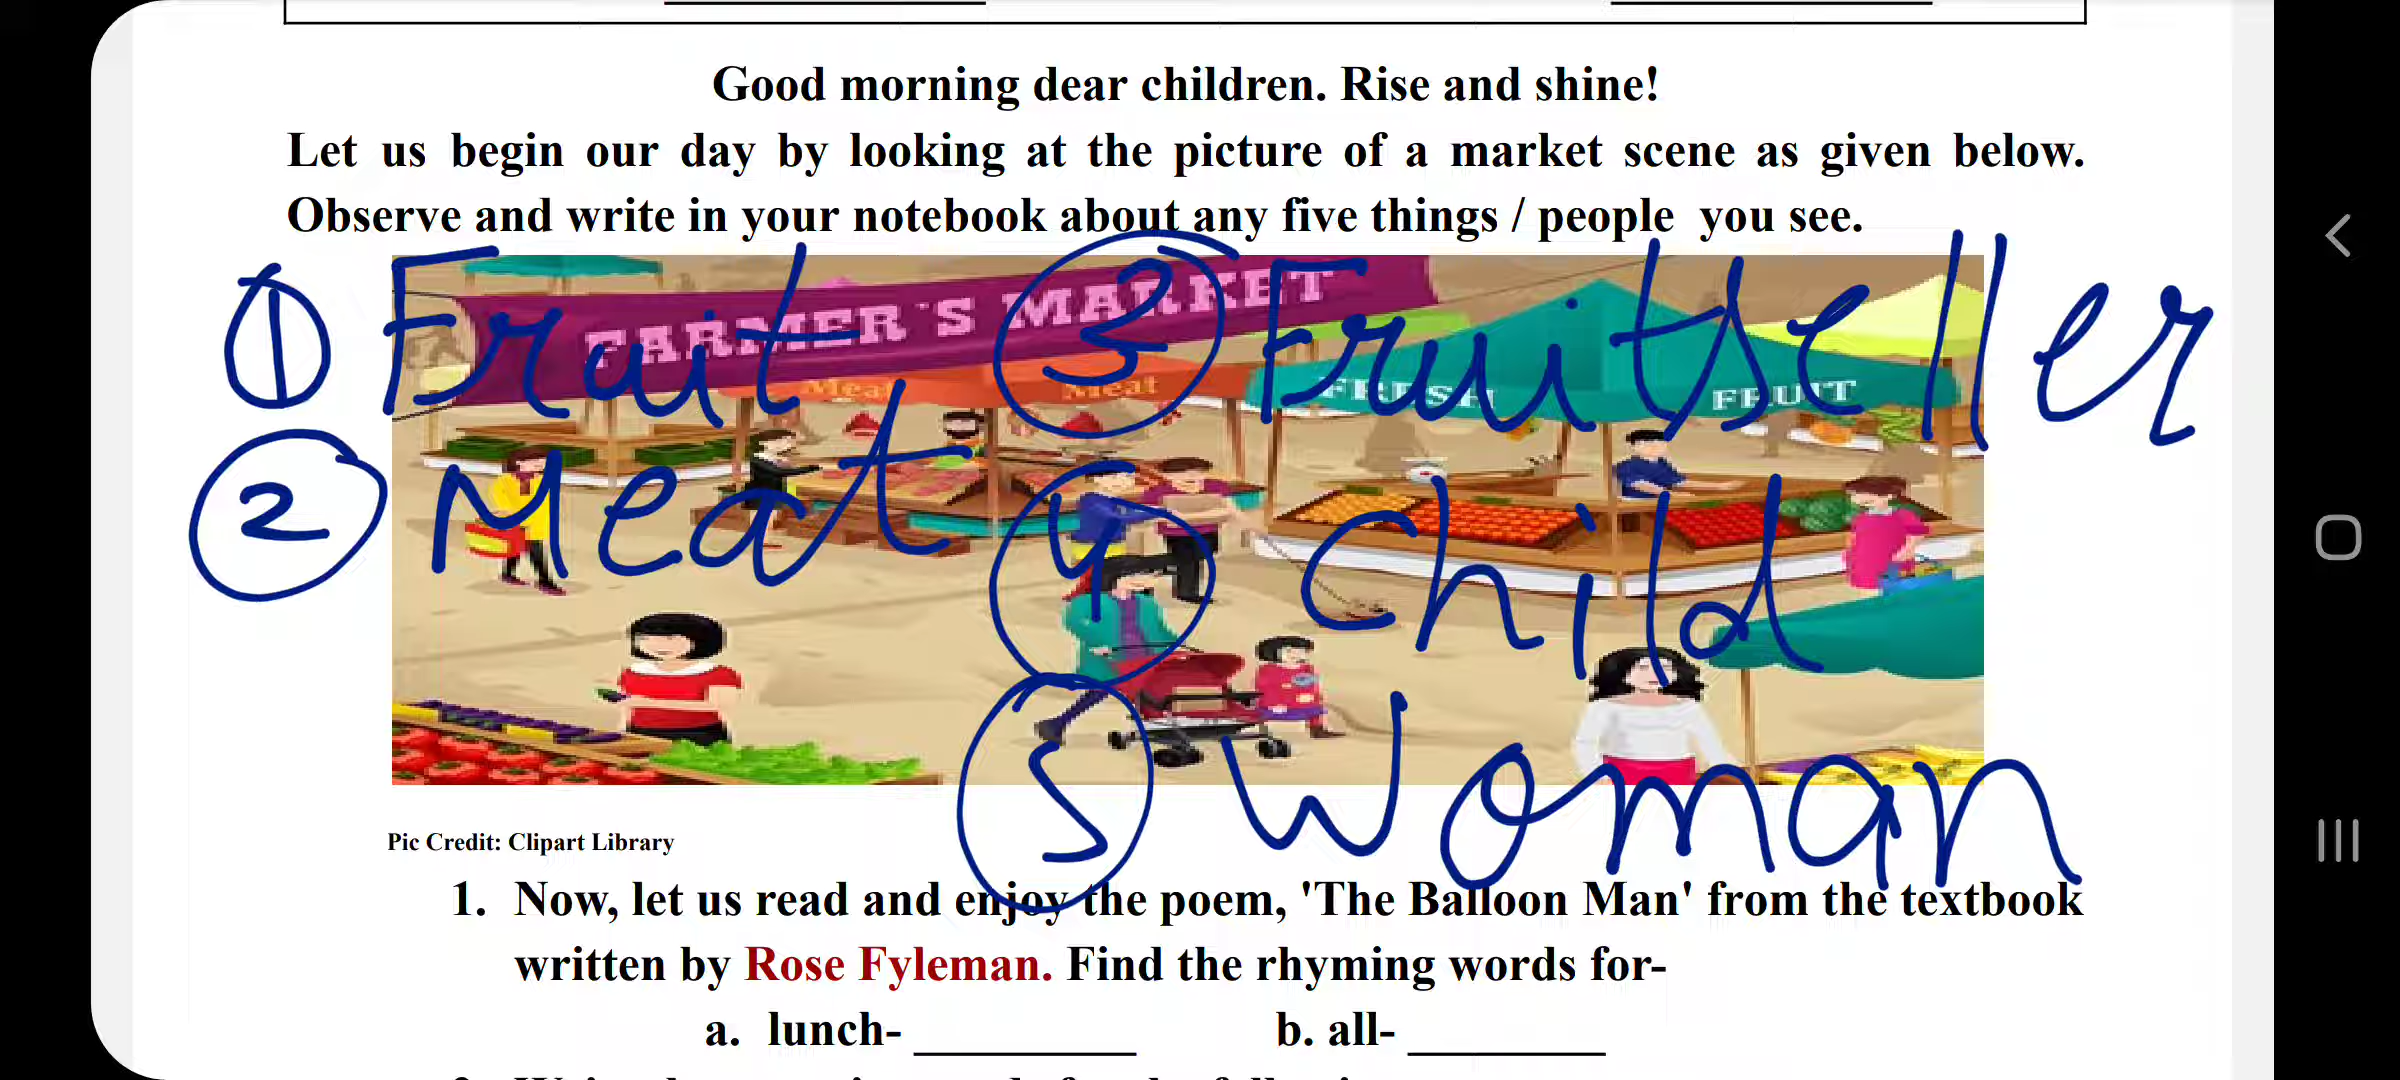 Good morning dear children. Rise and shine!
Let us begin our day by looking at the picture of a market scene as given below.
Observe and write in your notebook about any five things / people you see.
FARMER'S MARKET
Meat Meat
FRESH FRUIT
① Fruit ③ Fruitseller
② Meat ④ Child
⑤ Woman
Pic Credit: Clipart Library
1. Now, let us read and enjoy the poem, 'The Balloon Man' from the textbook
written by Rose Fyleman. Find the rhyming words for-
a. lunch- ________ b. all- ________